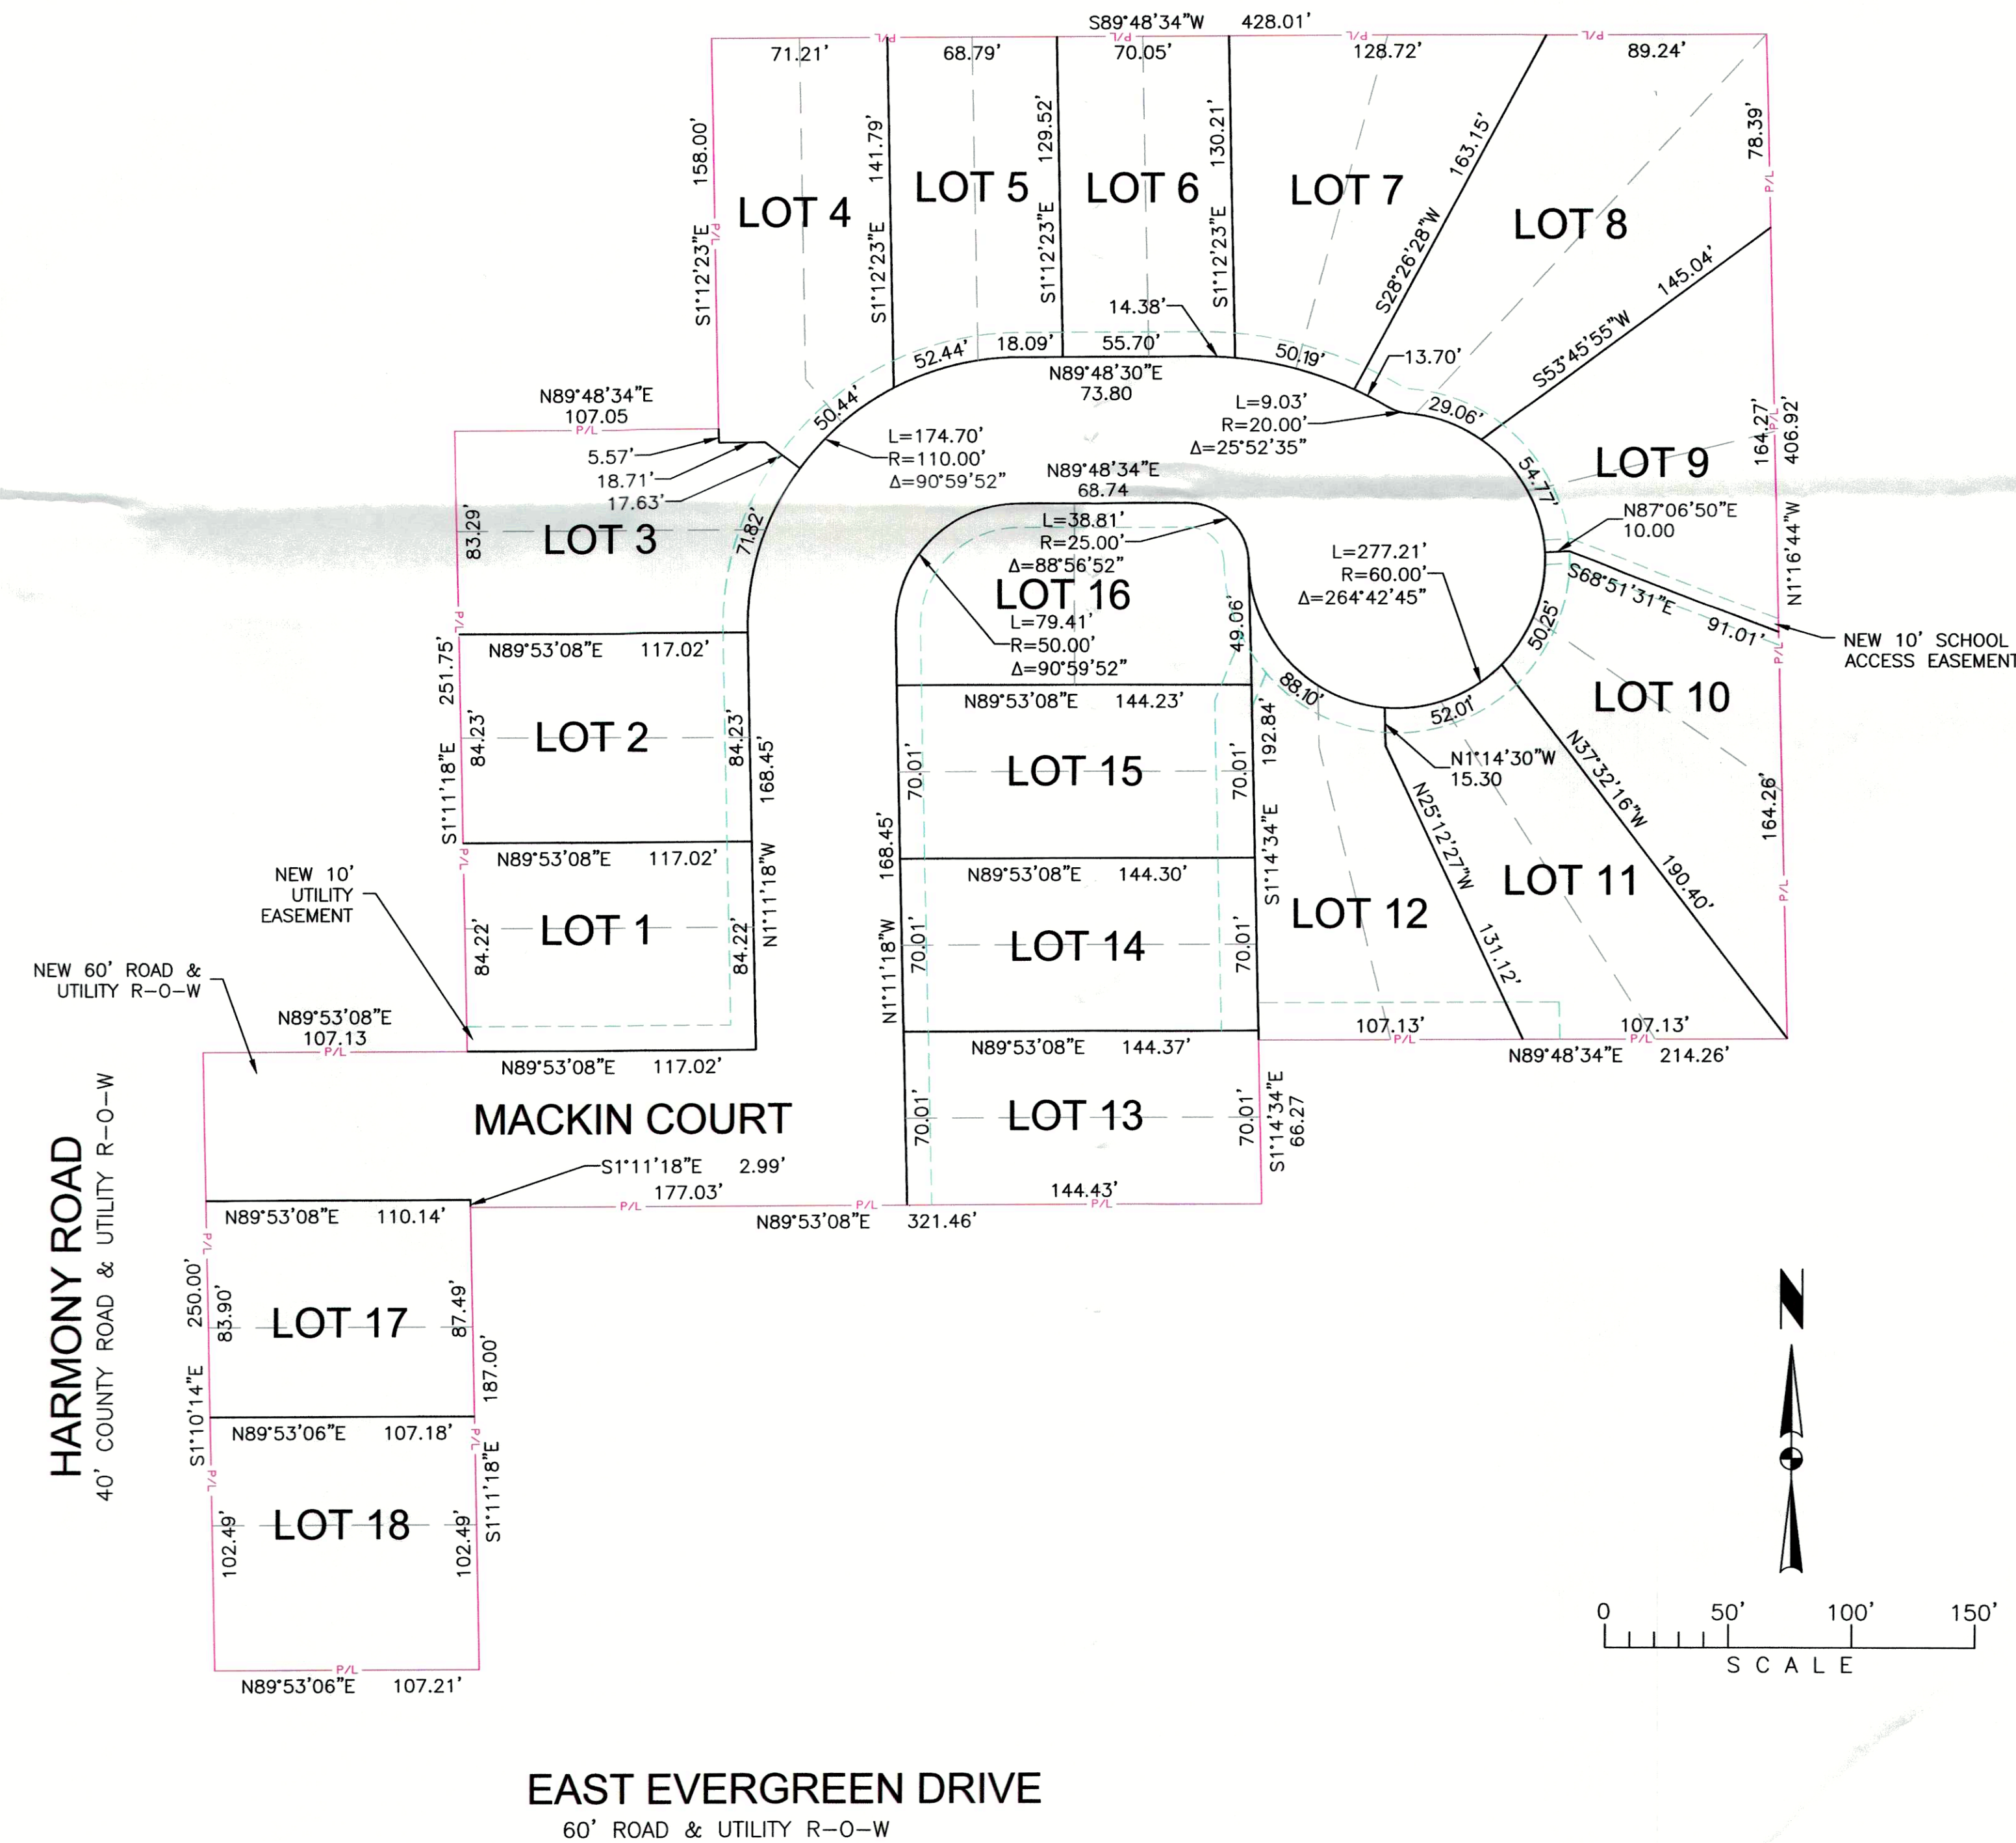 S89°48'34"W 428.01'
P/L P/L P/L P/L
71.21' 68.79' 70.05' 128.72' 89.24'
158.00'
S1°12'23"E
P/L
141.79'
S1°12'23"E
129.52'
S1°12'23"E
130.21'
S1°12'23"E
163.15'
S28°26'28"W
78.39'
P/L
LOT 4
LOT 5
LOT 6
LOT 7
LOT 8
145.04'
S53°45'55"W
14.38'
52.44'
18.09'
55.70'
50.19'
13.70'
N89°48'30"E
73.80
N89°48'34"E
107.05
P/L
50.44'
L=174.70'
R=110.00'
Δ=90°59'52"
L=9.03'
R=20.00'
Δ=25°52'35"
29.06'
164.27'
P/L
406.92'
5.57'
18.71'
17.63'
N89°48'34"E
68.74
LOT 9
54.77'
N87°06'50"E
10.00
N1°16'44"W
83.29'
LOT 3
71.82'
L=38.81'
R=25.00'
Δ=88°56'52"
LOT 16
L=79.41'
R=50.00'
Δ=90°59'52"
49.06'
L=277.21'
R=60.00'
Δ=264°42'45"
S68°51'31"E
91.01'
50.25'
NEW 10' SCHOOL
ACCESS EASEMENT
P/L
P/L
N89°53'08"E 117.02'
251.75'
S1°11'18"E
84.23'
LOT 2
84.23'
168.45'
N1°11'18"W
N89°53'08"E 144.23'
88.10'
52.01'
LOT 10
192.84'
S1°14'34"E
70.01'
LOT 15
70.01'
N1°14'30"W
15.30
N37°32'16"W
190.40'
164.26'
P/L
N89°53'08"E 117.02'
P/L
168.45'
N1°11'18"W
N89°53'08"E 144.30'
N25°12'27"W
131.12'
LOT 11
LOT 12
NEW 10'
UTILITY
EASEMENT
84.22'
LOT 1
84.22'
70.01'
LOT 14
70.01'
NEW 60' ROAD &
UTILITY R-O-W
N89°53'08"E
107.13
P/L
107.13' 107.13'
P/L P/L
N89°48'34"E 214.26'
N89°53'08"E 117.02'
N89°53'08"E 144.37'
MACKIN COURT
70.01'
LOT 13
70.01'
S1°14'34"E
66.27
S1°11'18"E 2.99'
177.03'
144.43'
P/L P/L P/L
N89°53'08"E 321.46'
N89°53'08"E 110.14'
HARMONY ROAD
40' COUNTY ROAD & UTILITY R-O-W
P/L
250.00'
S1°10'14"E
83.90'
LOT 17
87.49'
187.00'
S1°11'18"E
N
N89°53'06"E 107.18'
P/L
P/L
102.49'
LOT 18
102.49'
P/L
N89°53'06"E 107.21'
0 50' 100' 150'
SCALE
EAST EVERGREEN DRIVE
60' ROAD & UTILITY R-O-W